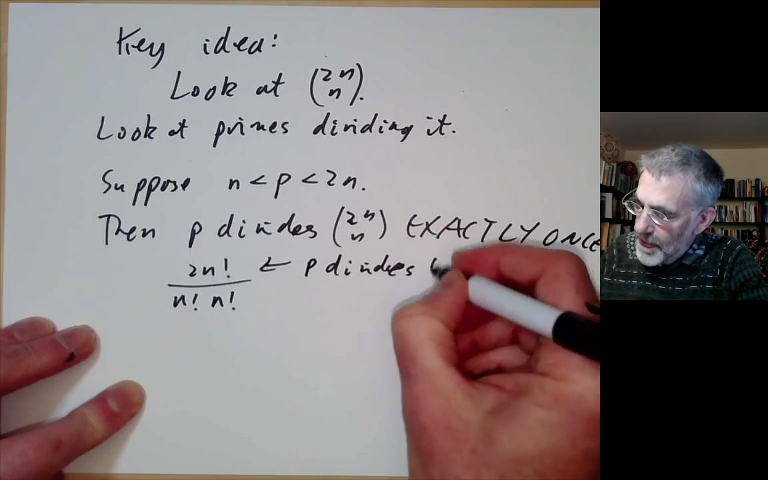 Key idea:
Look at (2n n).
Look at primes dividing it.
Suppose n < p < 2n.
Then p divides (2n n) EXACTLY ONCE
2n! ← p divides
n! n!